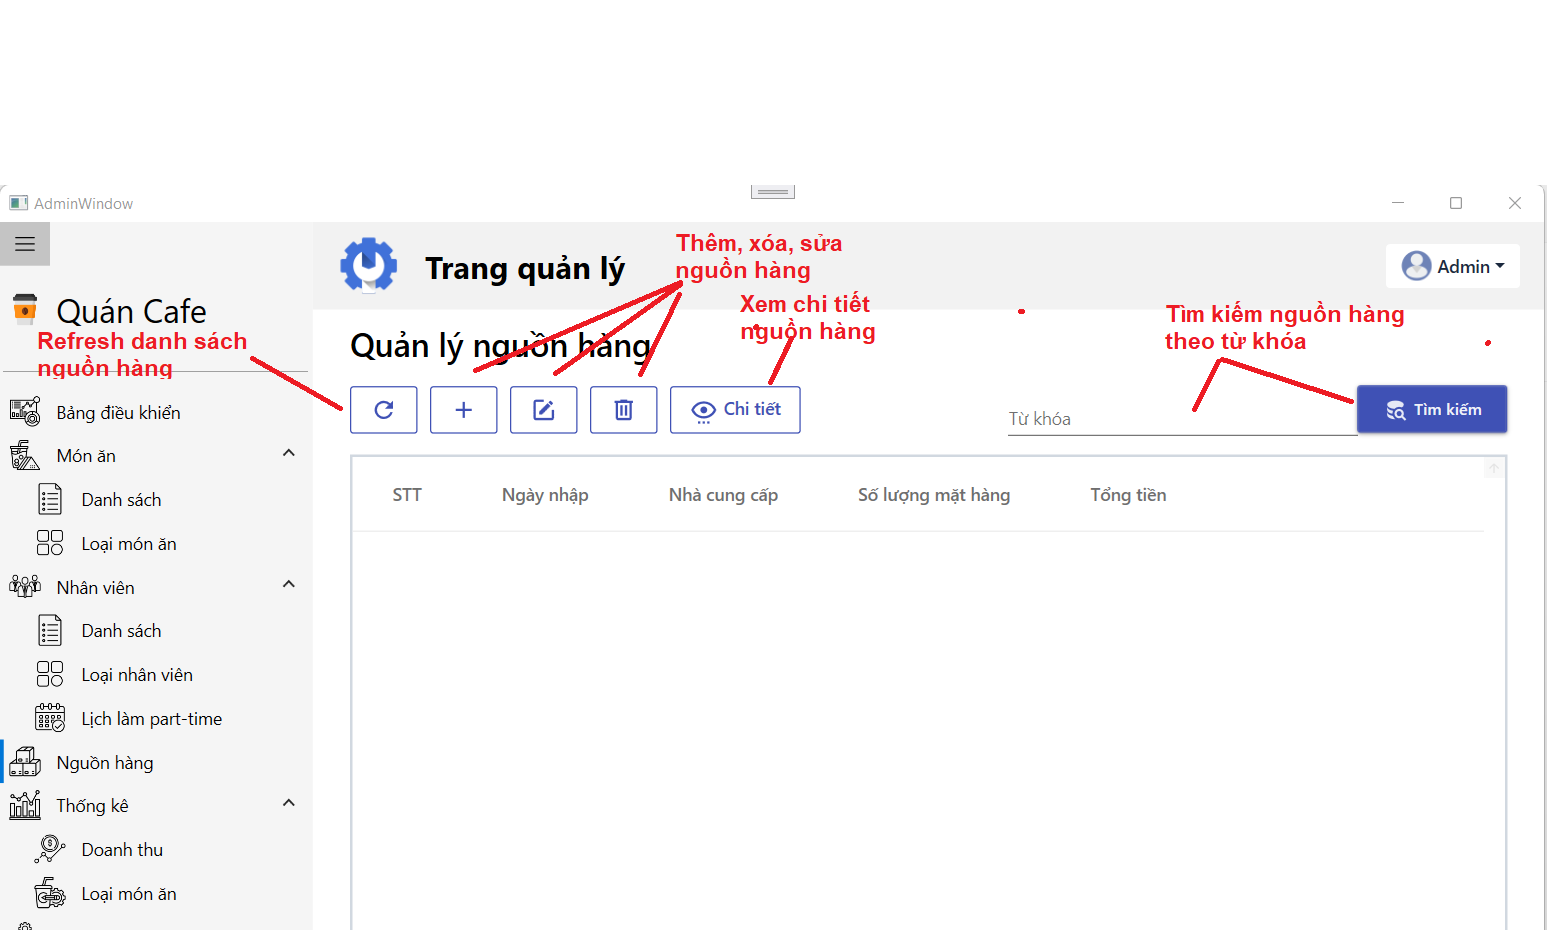 AdminWindow
Quán Cafe
Refresh danh sách
nguồn hàng
Bảng điều khiển
Món ăn
Danh sách
Loại món ăn
Nhân viên
Danh sách
Loại nhân viên
Lịch làm part-time
Nguồn hàng
Thống kê
Doanh thu
Loại món ăn
Trang quản lý
Admin
Thêm, xóa, sửa
nguồn hàng
Xem chi tiết
nguồn hàng
Tìm kiếm nguồn hàng
theo từ khóa
Quản lý nguồn hàng
Chi tiết
Từ khóa
Tìm kiếm
STT Ngày nhập Nhà cung cấp Số lượng mặt hàng Tổng tiền